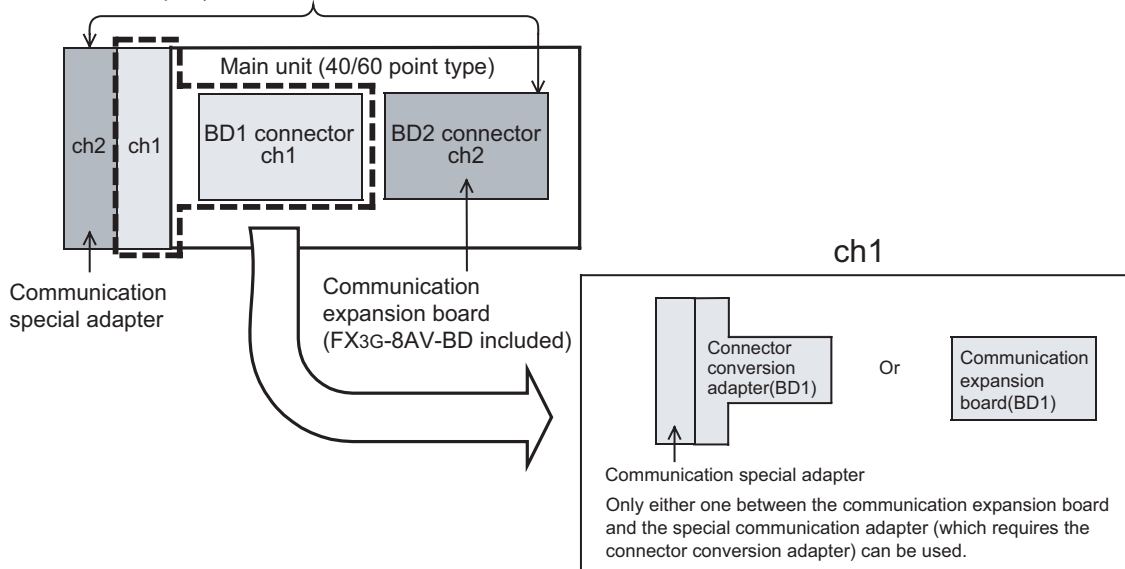 Main unit (40/60 point type)
ch2
ch1
BD1 connector
ch1
BD2 connector
ch2
Communication
special adapter
Communication
expansion board
(FX3G-8AV-BD included)
ch1
Connector
conversion
adapter(BD1)
Or
Communication
expansion
board(BD1)
Communication special adapter
Only either one between the communication expansion board
and the special communication adapter (which requires the
connector conversion adapter) can be used.